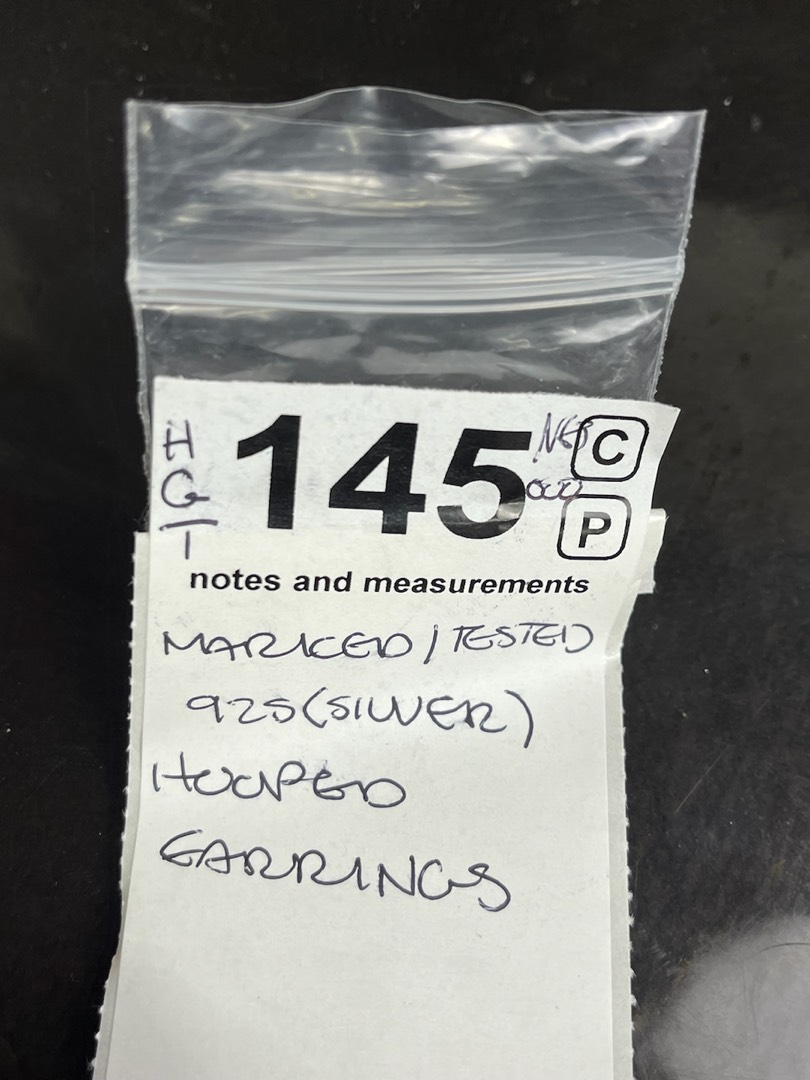 H
G
I
145
C
P
notes and measurements
MARKED / TESTED
925 (SILVER)
HOOPED
EARRINGS